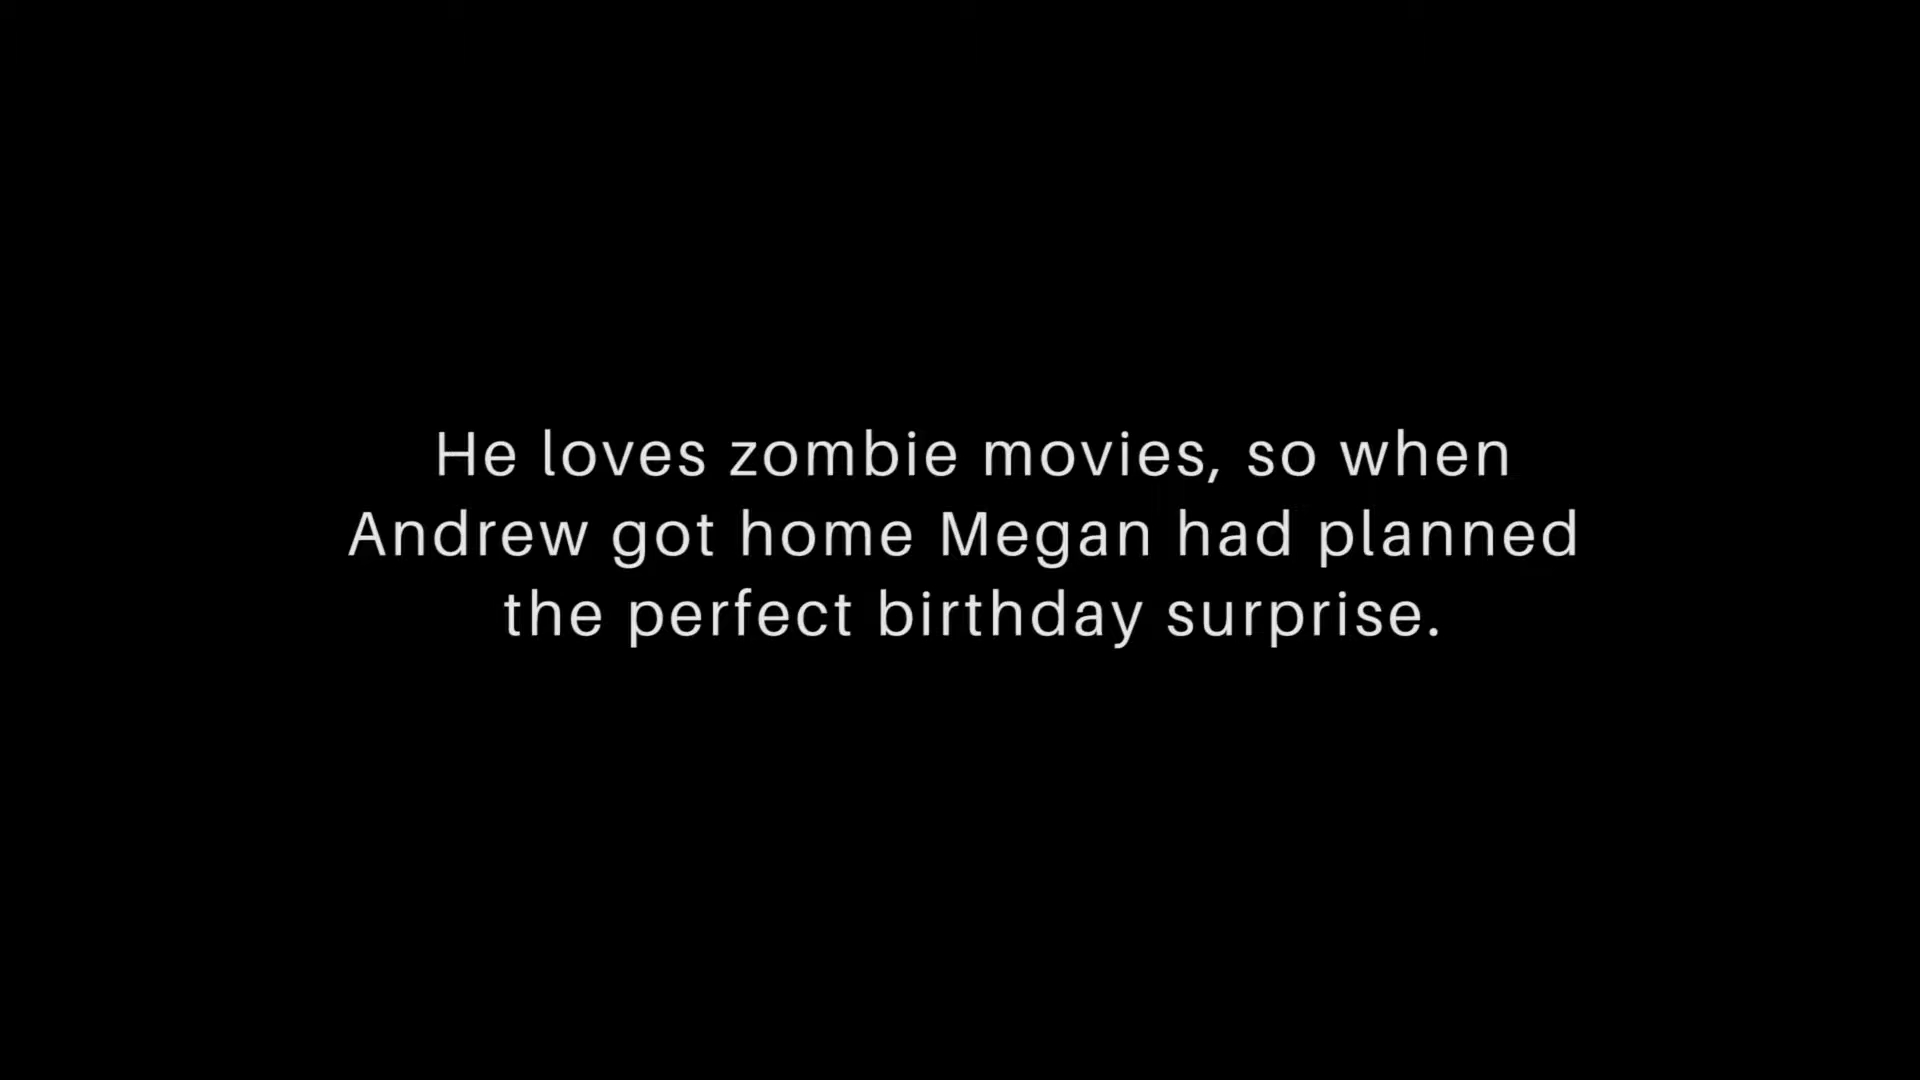 He loves zombie movies, so when
Andrew got home Megan had planned
the perfect birthday surprise.